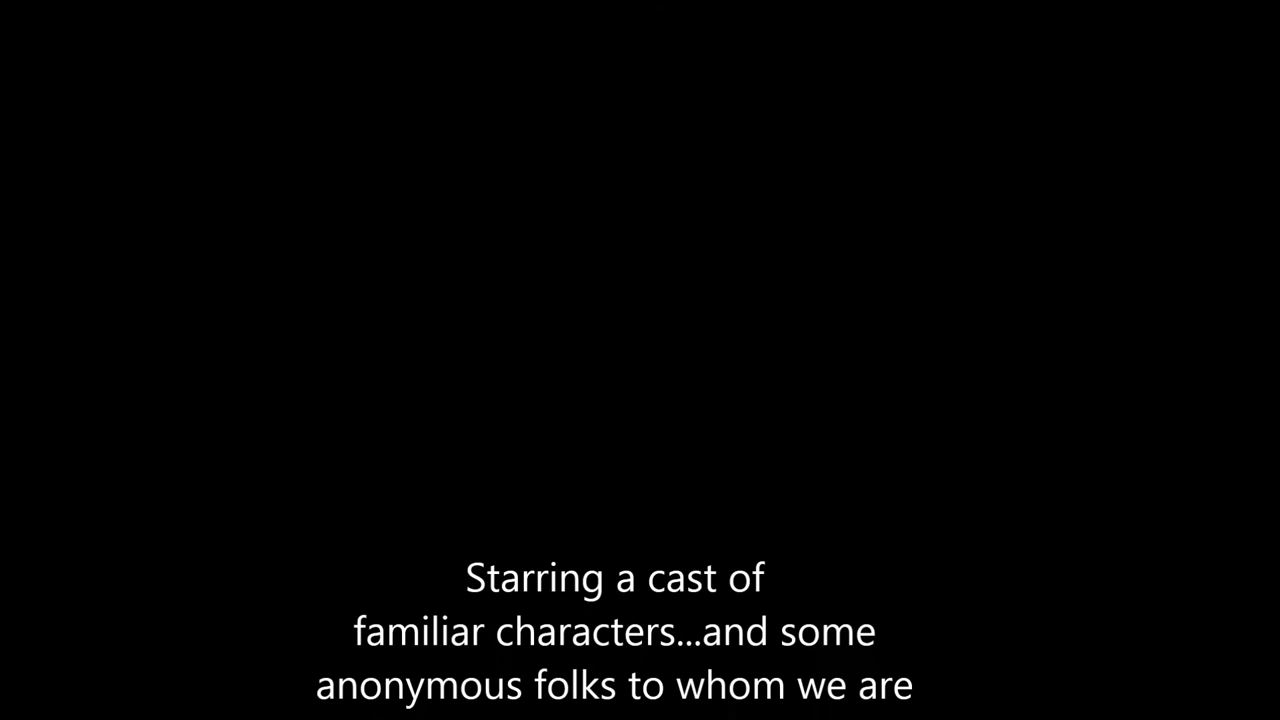 Starring a cast of
familiar characters...and some
anonymous folks to whom we are